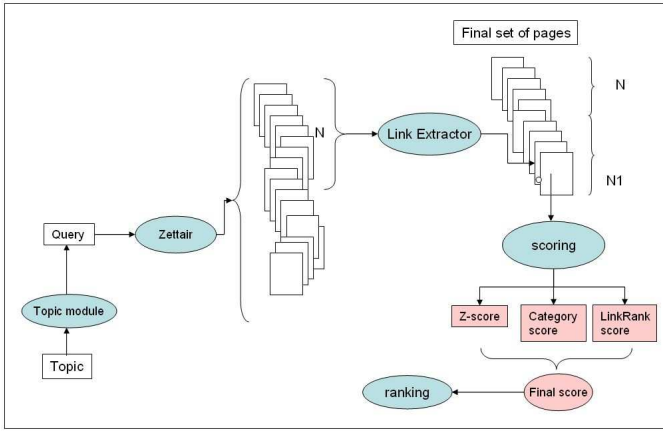 Final set of pages
N
N
Link Extractor
N1
Query
Zettair
scoring
Topic module
Z-score
Category
score
LinkRank
score
Topic
ranking
Final score